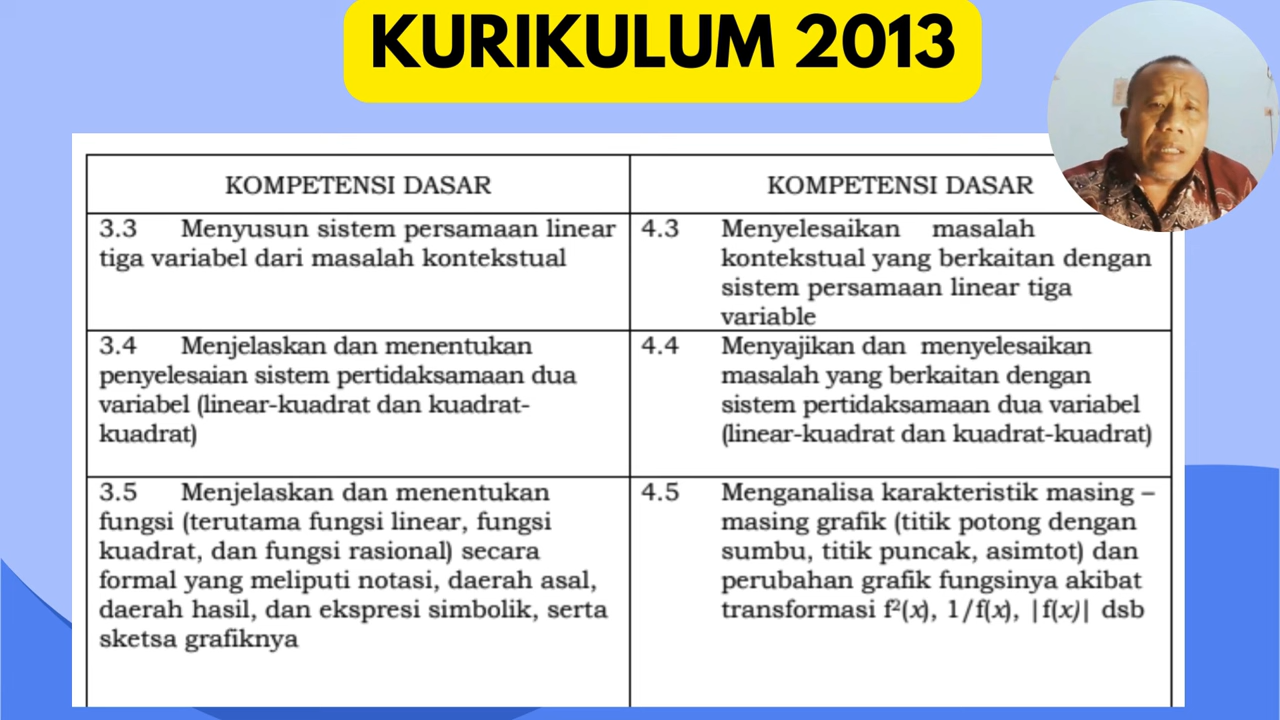 KURIKULUM 2013
KOMPETENSI DASAR
KOMPETENSI DASAR
3.3 Menyusun sistem persamaan linear
tiga variabel dari masalah kontekstual
4.3 Menyelesaikan masalah
kontekstual yang berkaitan dengan
sistem persamaan linear tiga
variable
3.4 Menjelaskan dan menentukan
penyelesaian sistem pertidaksamaan dua
variabel (linear-kuadrat dan kuadrat-
kuadrat)
4.4 Menyajikan dan menyelesaikan
masalah yang berkaitan dengan
sistem pertidaksamaan dua variabel
(linear-kuadrat dan kuadrat-kuadrat)
3.5 Menjelaskan dan menentukan
fungsi (terutama fungsi linear, fungsi
kuadrat, dan fungsi rasional) secara
formal yang meliputi notasi, daerah asal,
daerah hasil, dan ekspresi simbolik, serta
sketsa grafiknya
4.5 Menganalisa karakteristik masing –
masing grafik (titik potong dengan
sumbu, titik puncak, asimtot) dan
perubahan grafik fungsinya akibat
transformasi f²(x), 1/f(x), |f(x)| dsb